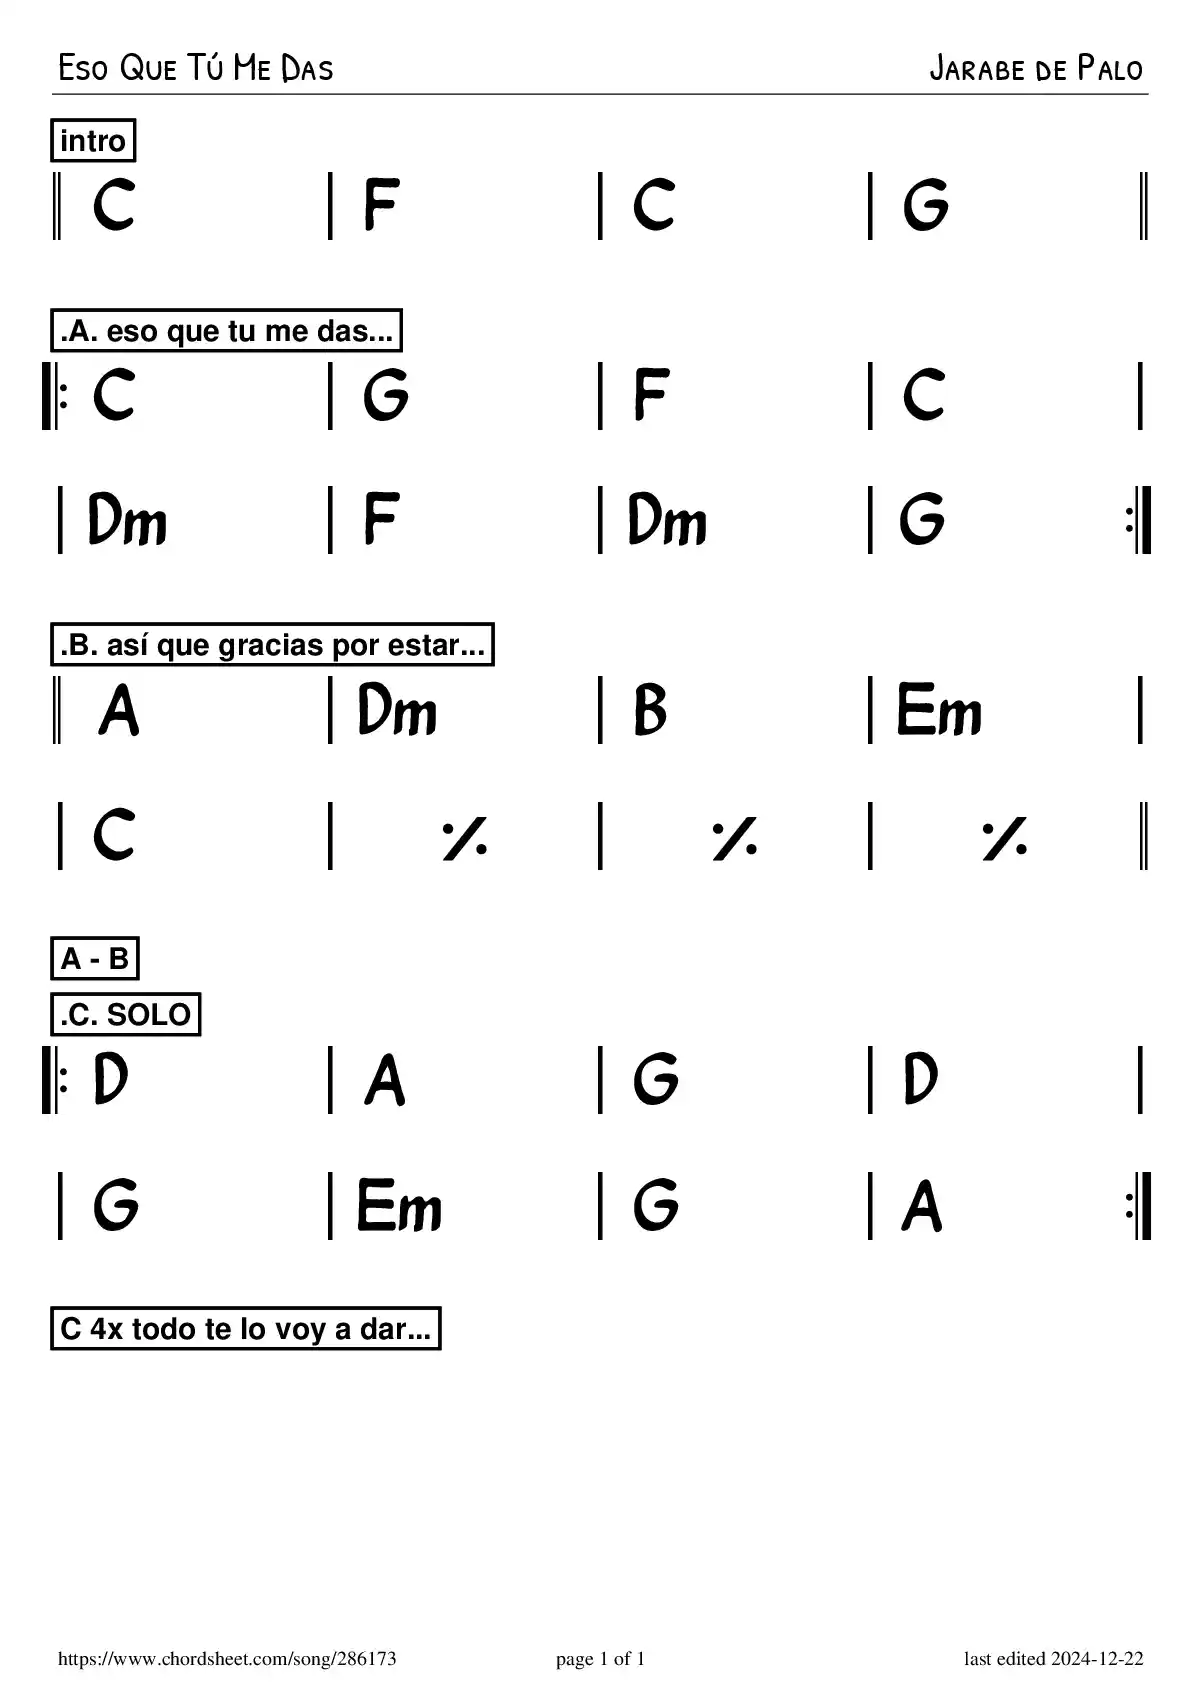 Eso Que Tú Me Das Jarabe de Palo
intro
C F C G
.A. eso que tu me das...
C G F C
Dm F Dm G
.B. así que gracias por estar...
A Dm B Em
C % % %
A - B
.C. SOLO
D A G D
G Em G A
C 4x todo te lo voy a dar...
https://www.chordsheet.com/song/286173 page 1 of 1 last edited 2024-12-22